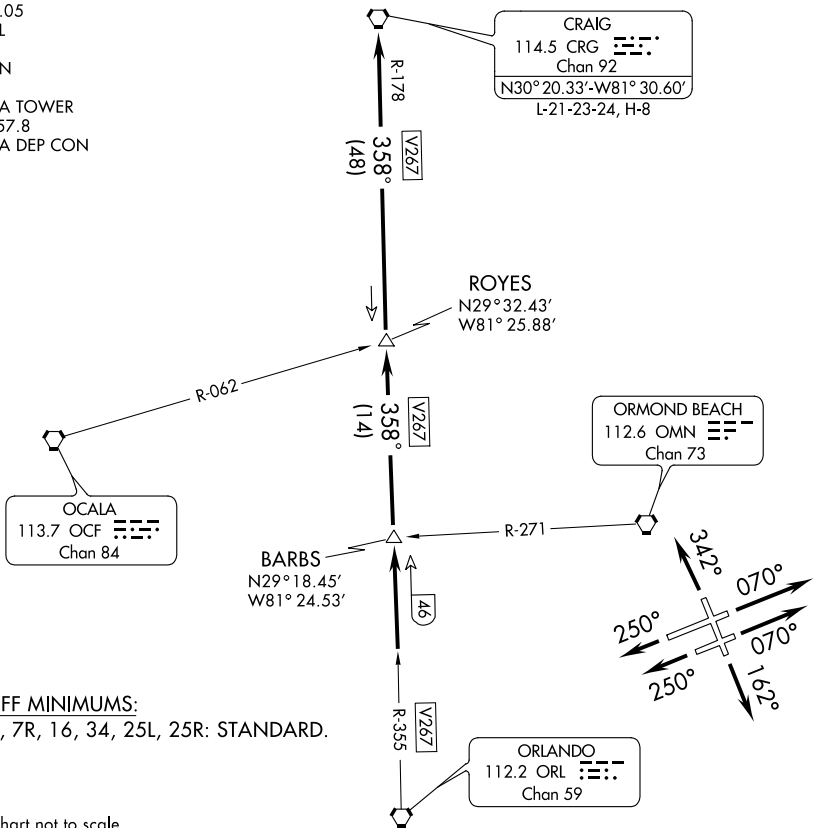 .05
L
N
A TOWER
57.8
A DEP CON
CRAIG
114.5 CRG
Chan 92
N30° 20.33'-W81° 30.60'
L-21-23-24, H-8
R-178
V267
358°
(48)
ROYES
N29° 32.43'
W81° 25.88'
R-062
V267
358°
(14)
ORMOND BEACH
112.6 OMN
Chan 73
OCALA
113.7 OCF
Chan 84
R-271
BARBS
N29° 18.45'
W81° 24.53'
46
342°
070°
250°
070°
250°
162°
FF MINIMUMS:
, 7R, 16, 34, 25L, 25R: STANDARD.
R-355
V267
ORLANDO
112.2 ORL
Chan 59
hart not to scale